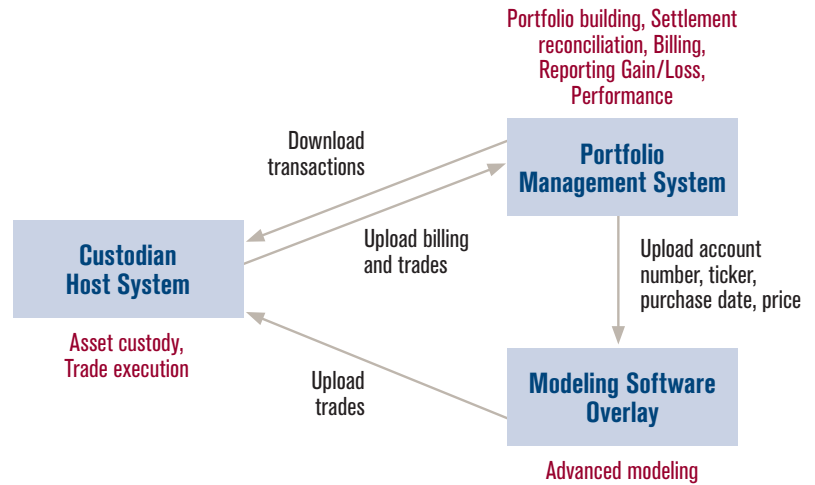 Portfolio building, Settlement
reconciliation, Billing,
Reporting Gain/Loss,
Performance
Download
transactions
Portfolio
Management System
Custodian
Host System
Upload billing
and trades
Upload account
number, ticker,
purchase date, price
Asset custody,
Trade execution
Upload
trades
Modeling Software
Overlay
Advanced modeling